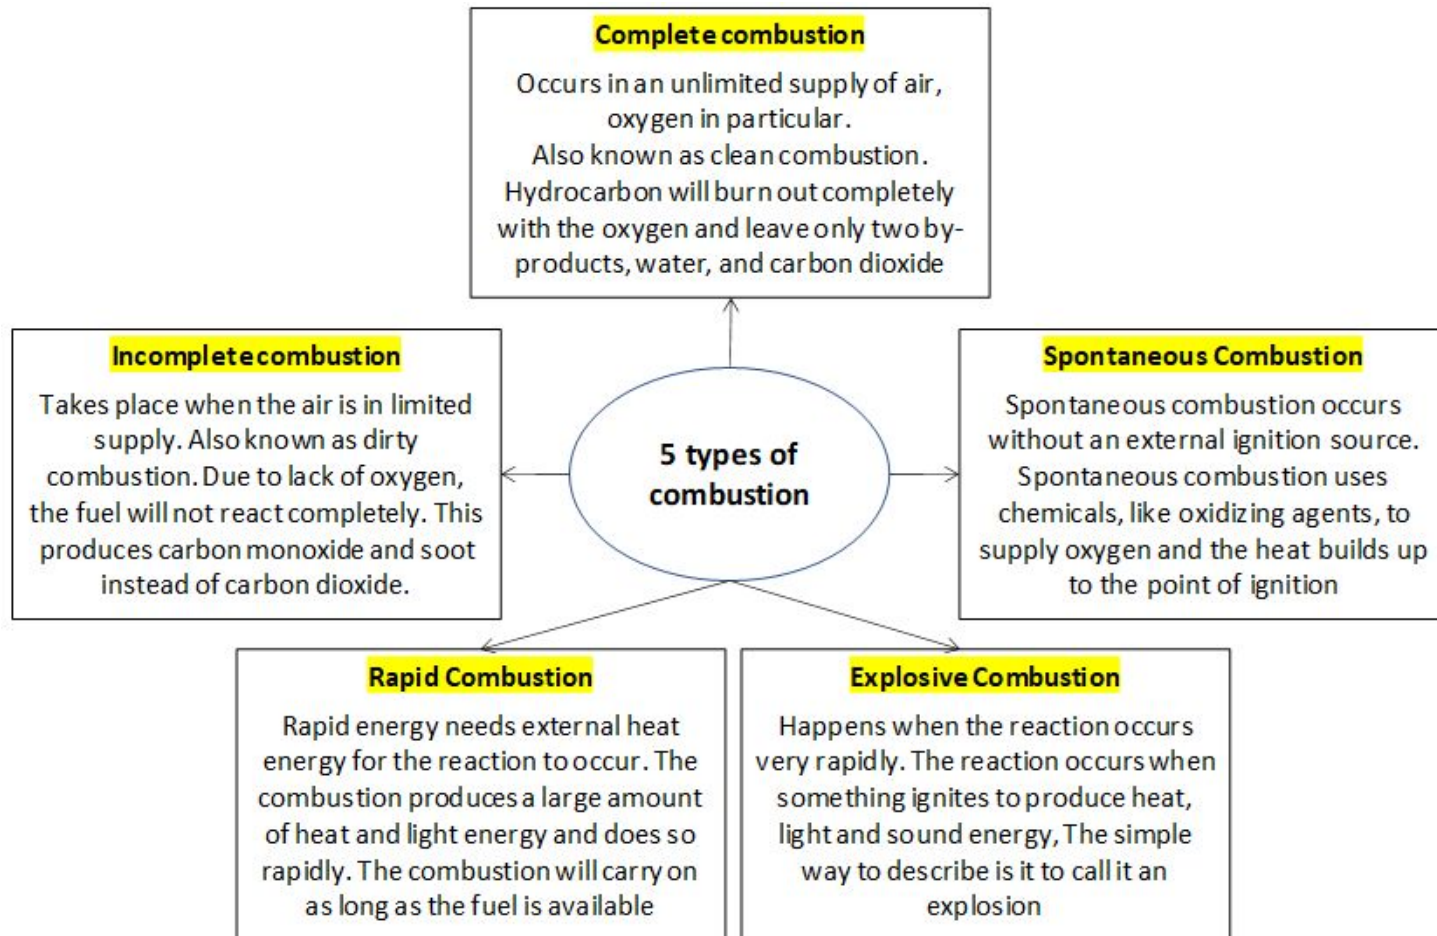 Complete combustion
Occurs in an unlimited supply of air,
oxygen in particular.
Also known as clean combustion.
Hydrocarbon will burn out completely
with the oxygen and leave only two by-
products, water, and carbon dioxide
Incomplete combustion
Takes place when the air is in limited
supply. Also known as dirty
combustion. Due to lack of oxygen,
the fuel will not react completely. This
produces carbon monoxide and soot
instead of carbon dioxide.
5 types of
combustion
Spontaneous Combustion
Spontaneous combustion occurs
without an external ignition source.
Spontaneous combustion uses
chemicals, like oxidizing agents, to
supply oxygen and the heat builds up
to the point of ignition
Rapid Combustion
Rapid energy needs external heat
energy for the reaction to occur. The
combustion produces a large amount
of heat and light energy and does so
rapidly. The combustion will carry on
as long as the fuel is available
Explosive Combustion
Happens when the reaction occurs
very rapidly. The reaction occurs when
something ignites to produce heat,
light and sound energy, The simple
way to describe is it to call it an
explosion